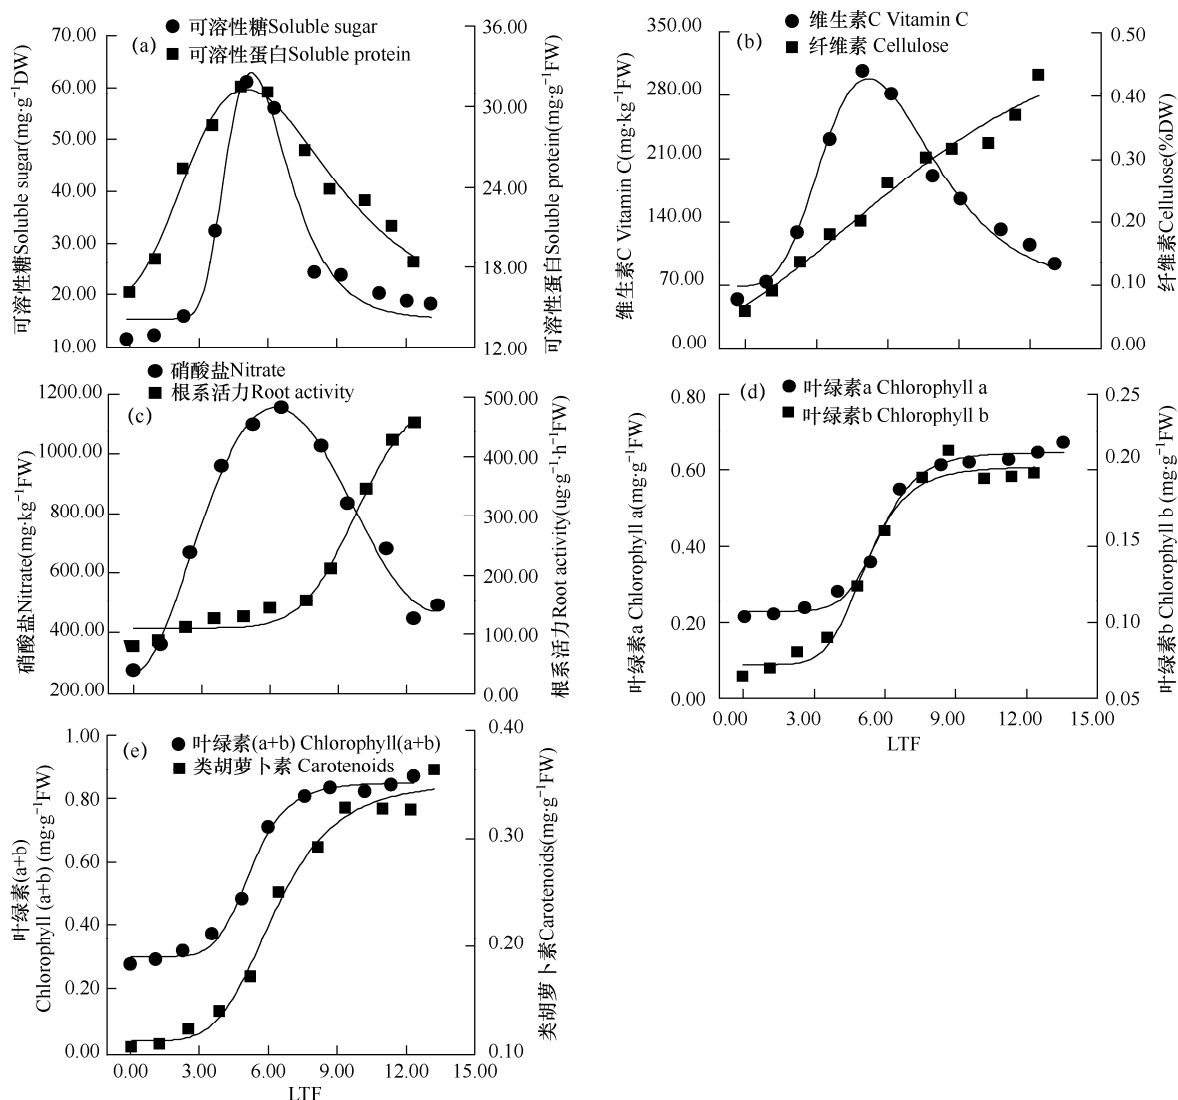 (a)
可溶性糖Soluble sugar
可溶性蛋白Soluble protein
可溶性糖Soluble sugar(mg·g⁻¹DW)
70.00
60.00
50.00
40.00
30.00
20.00
10.00
36.00
30.00
24.00
18.00
12.00
可溶性蛋白Soluble protein(mg·g⁻¹FW)
(b)
维生素C Vitamin C
纤维素 Cellulose
维生素C Vitamin C(mg·kg⁻¹FW)
350.00
280.00
210.00
140.00
70.00
0.00
0.50
0.40
0.30
0.20
0.10
0.00
纤维素Cellulose(%DW)
(c)
硝酸盐Nitrate
根系活力Root activity
硝酸盐Nitrate(mg·kg⁻¹FW)
1200.00
1000.00
800.00
600.00
400.00
200.00
500.00
400.00
300.00
200.00
100.00
0.00
根系活力Root activity(ug·g⁻¹·h⁻¹FW)
(d)
叶绿素a Chlorophyll a
叶绿素b Chlorophyll b
叶绿素a Chlorophyll a(mg·g⁻¹FW)
0.80
0.60
0.40
0.20
0.00
0.25
0.20
0.15
0.10
0.05
叶绿素b Chlorophyll b (mg·g⁻¹FW)
0.00 3.00 6.00 9.00 12.00 15.00
LTF
(e)
叶绿素(a+b) Chlorophyll(a+b)
类胡萝卜素 Carotenoids
叶绿素(a+b)
Chlorophyll (a+b) (mg·g⁻¹FW)
1.00
0.80
0.60
0.40
0.20
0.00
0.40
0.30
0.20
0.10
类胡萝卜素Carotenoids(mg·g⁻¹FW)
0.00 3.00 6.00 9.00 12.00 15.00
LTF